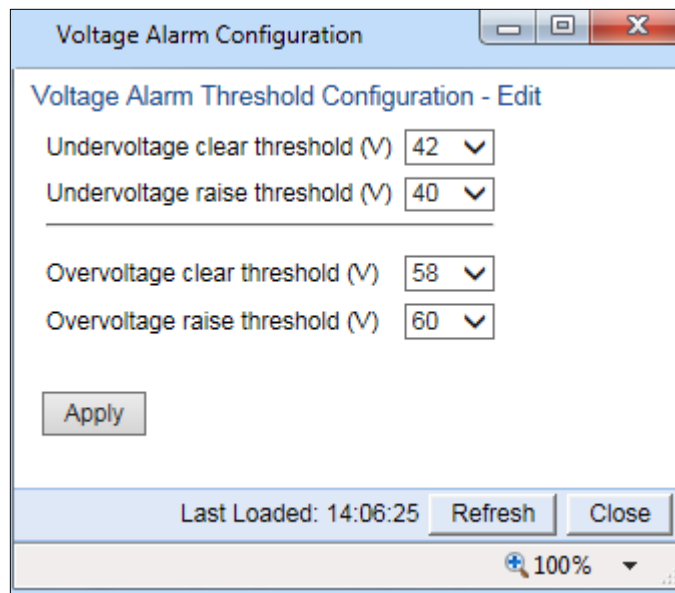 Voltage Alarm Configuration
Voltage Alarm Threshold Configuration - Edit
Undervoltage clear threshold (V) 42
Undervoltage raise threshold (V) 40
Overvoltage clear threshold (V) 58
Overvoltage raise threshold (V) 60
Apply
Last Loaded: 14:06:25 Refresh Close
100%